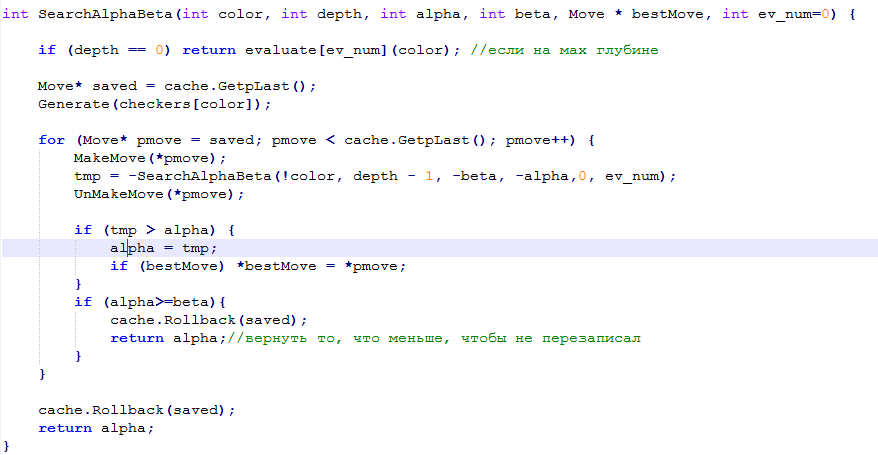 int SearchAlphaBeta(int color, int depth, int alpha, int beta, Move * bestMove, int ev_num=0) {
if (depth == 0) return evaluate[ev_num](color); //если на мах глубине
Move* saved = cache.GetpLast();
Generate(checkers[color]);
for (Move* pmove = saved; pmove < cache.GetpLast(); pmove++) {
MakeMove(*pmove);
tmp = -SearchAlphaBeta(!color, depth - 1, -beta, -alpha,0, ev_num);
UnMakeMove(*pmove);
if (tmp > alpha) {
alpha = tmp;
if (bestMove) *bestMove = *pmove;
}
if (alpha>=beta){
cache.Rollback(saved);
return alpha;//вернуть то, что меньше, чтобы не перезаписал
}
}
cache.Rollback(saved);
return alpha;
}